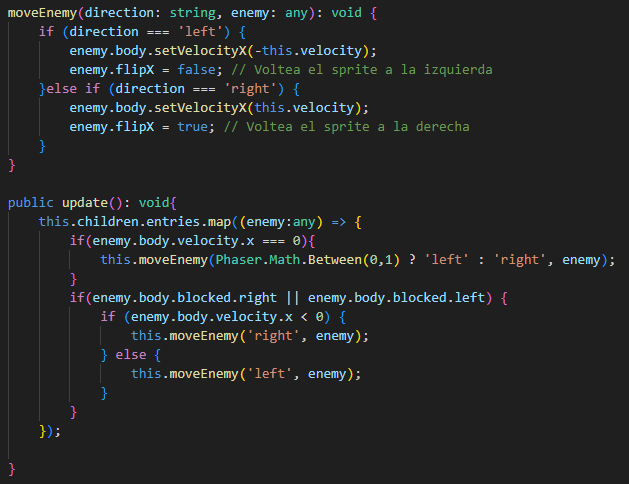 moveEnemy(direction: string, enemy: any): void {
    if (direction === 'left') {
        enemy.body.setVelocityX(-this.velocity);
        enemy.flipX = false; // Voltea el sprite a la izquierda
    }else if (direction === 'right') {
        enemy.body.setVelocityX(this.velocity);
        enemy.flipX = true; // Voltea el sprite a la derecha
    }
}

public update(): void{
    this.children.entries.map((enemy:any) => {
        if(enemy.body.velocity.x === 0){
            this.moveEnemy(Phaser.Math.Between(0,1) ? 'left' : 'right', enemy);
        }
        if(enemy.body.blocked.right || enemy.body.blocked.left) {
            if (enemy.body.velocity.x < 0) {
                this.moveEnemy('right', enemy);
            } else {
                this.moveEnemy('left', enemy);
            }
        }
    });

}